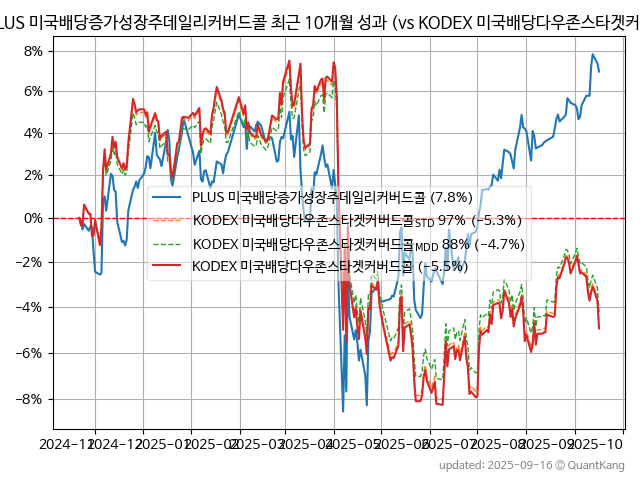 PLUS 미국배당증가성장주데일리커버드콜 최근 10개월 성과 (vs KODEX 미국배당다우존스타겟커
8%
6%
4%
2%
0%
−2%
−4%
−6%
−8%
PLUS 미국배당증가성장주데일리커버드콜 (7.8%)
KODEX 미국배당다우존스타겟커버드콜STD 97% (−5.3%)
KODEX 미국배당다우존스타겟커버드콜MDD 88% (−4.7%)
KODEX 미국배당다우존스타겟커버드콜 (−5.5%)
2024-11 2024-12 2025-01 2025-02 2025-03 2025-04 2025-05 2025-06 2025-07 2025-08 2025-09 2025-10
updated: 2025-09-16 © QuantKang